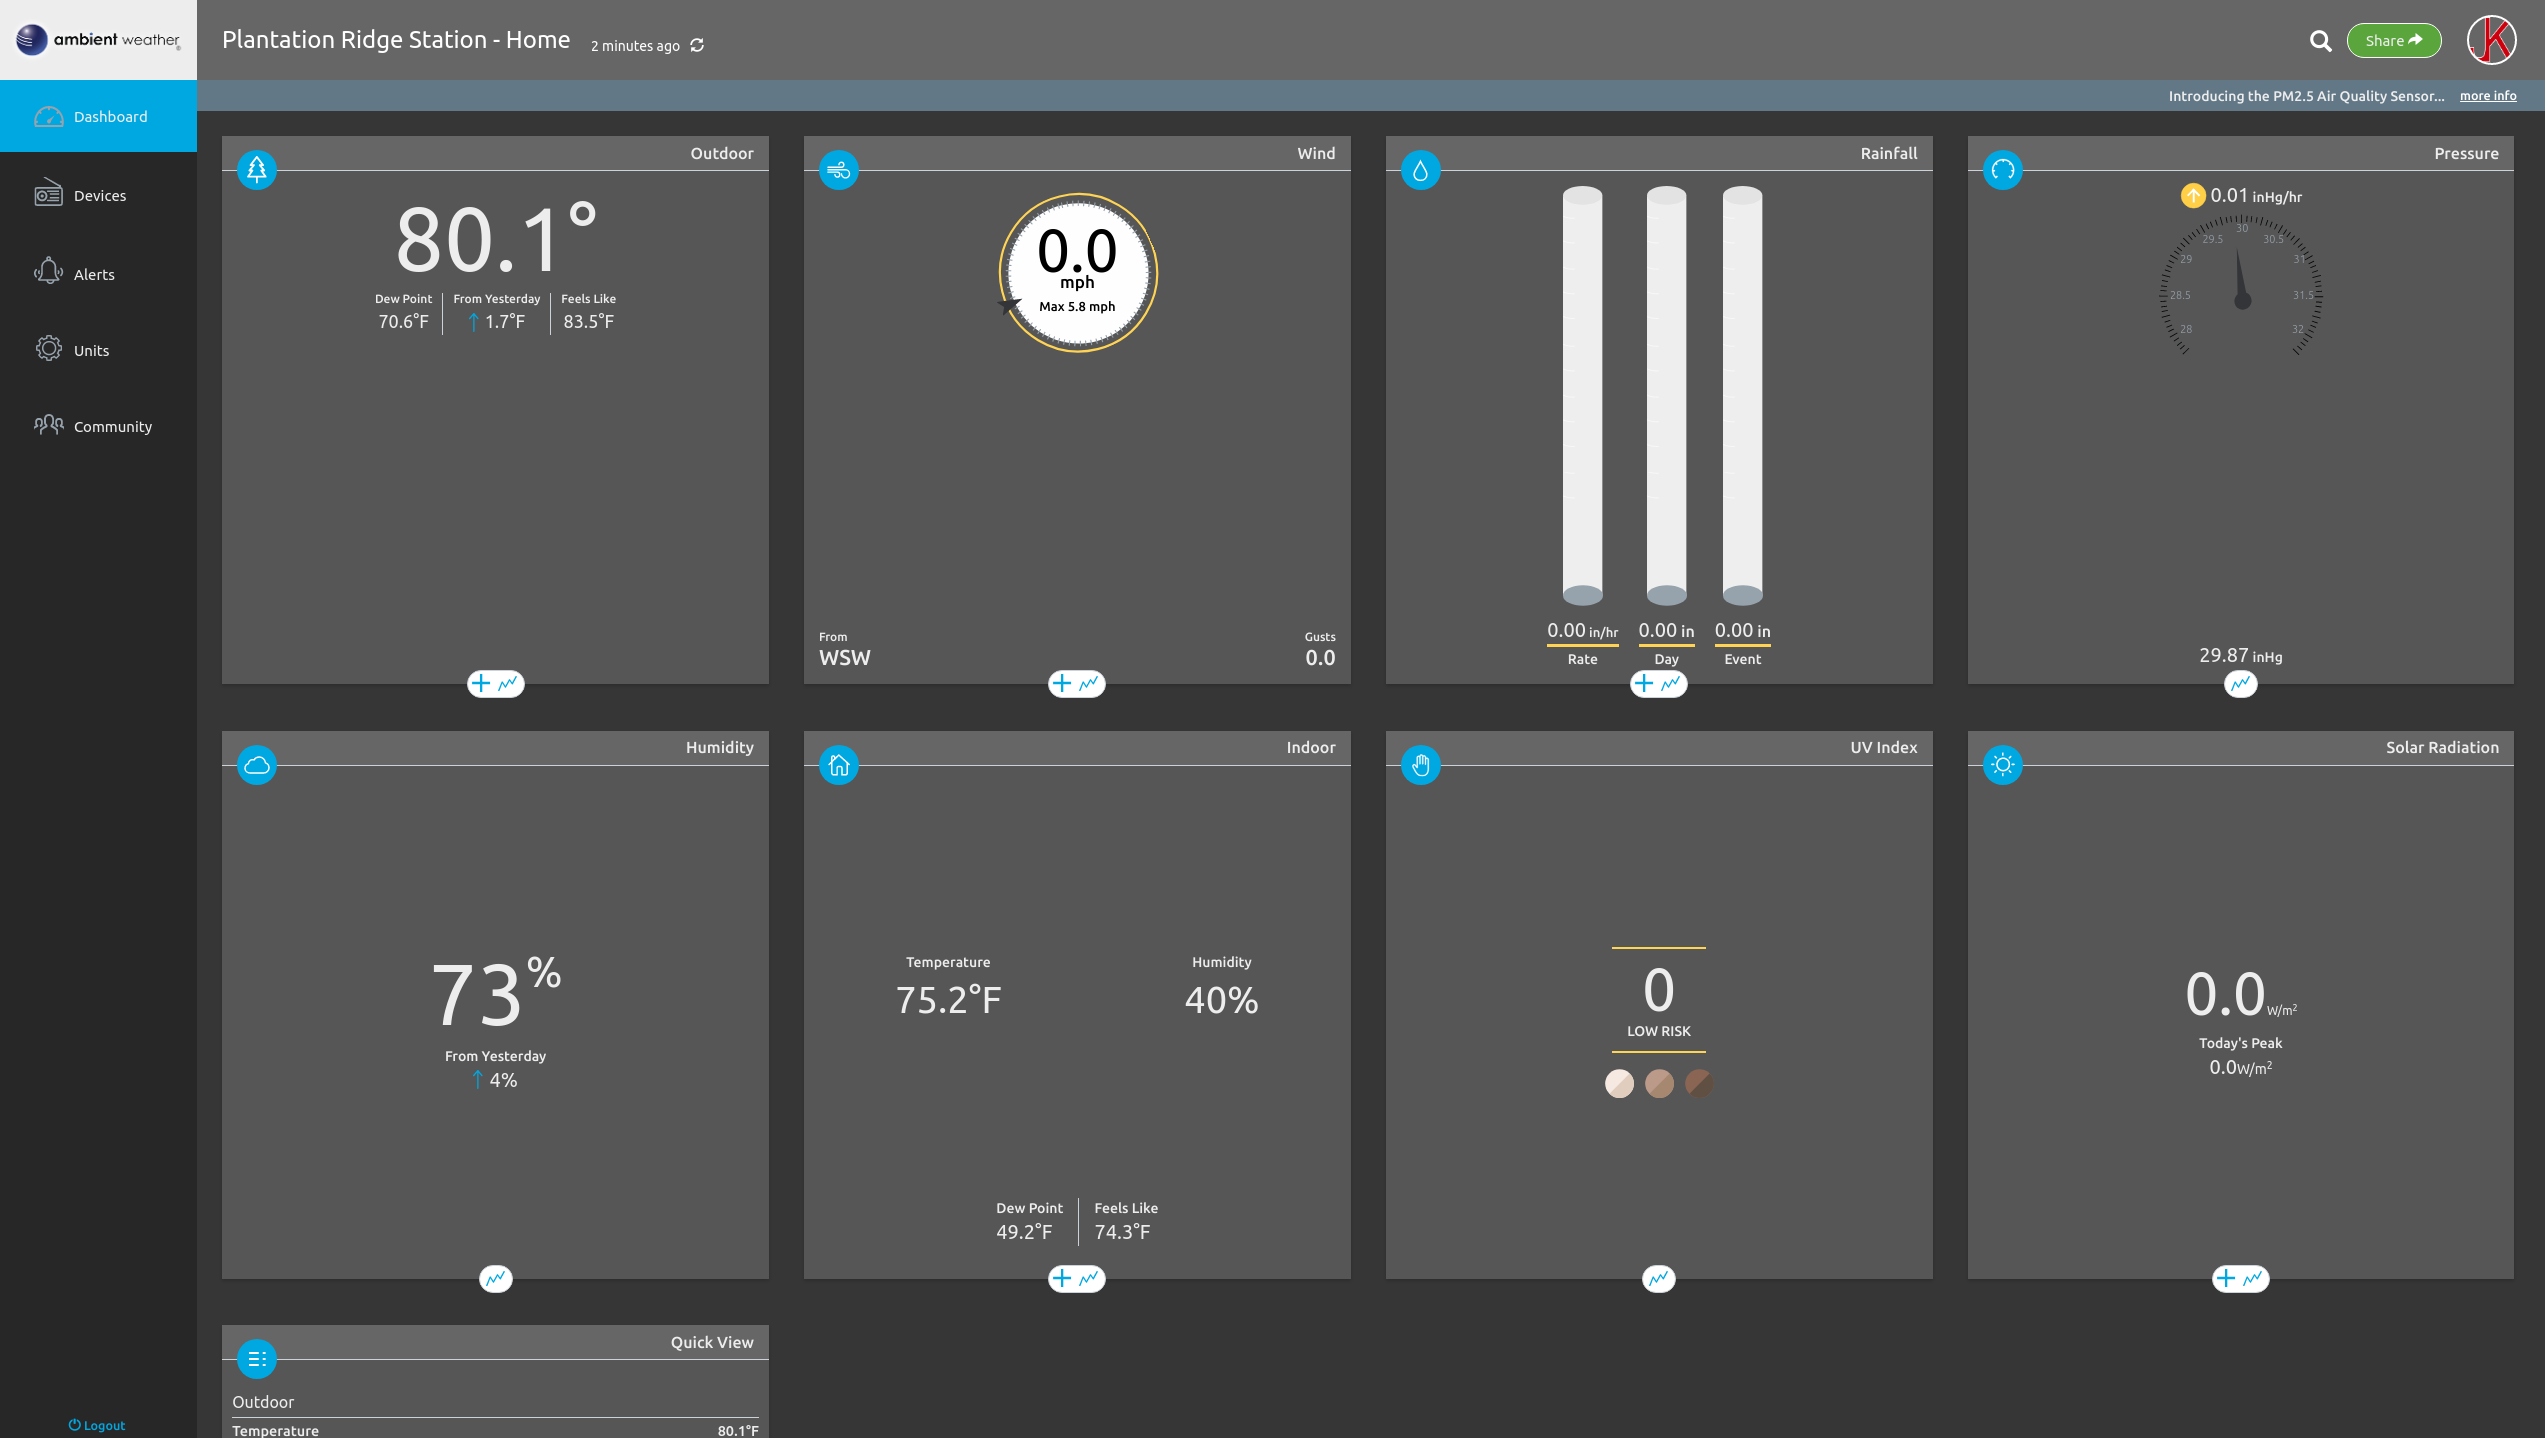 ambient weather
Plantation Ridge Station - Home
2 minutes ago
Share
JK
Introducing the PM2.5 Air Quality Sensor... more info
Dashboard
Devices
Alerts
Units
Community
Logout
Outdoor
80.1°
Dew Point
70.6°F
From Yesterday
1.7°F
Feels Like
83.5°F
Wind
0.0
mph
Max 5.8 mph
From
WSW
Gusts
0.0
Rainfall
0.00 in/hr
Rate
0.00 in
Day
0.00 in
Event
Pressure
0.01 inHg/hr
28
28.5
29
29.5
30
30.5
31
31.5
32
29.87 inHg
Humidity
73%
From Yesterday
4%
Indoor
Temperature
75.2°F
Humidity
40%
Dew Point
49.2°F
Feels Like
74.3°F
UV Index
0
LOW RISK
Solar Radiation
0.0 W/m²
Today's Peak
0.0W/m²
Quick View
Outdoor
Temperature 80.1°F